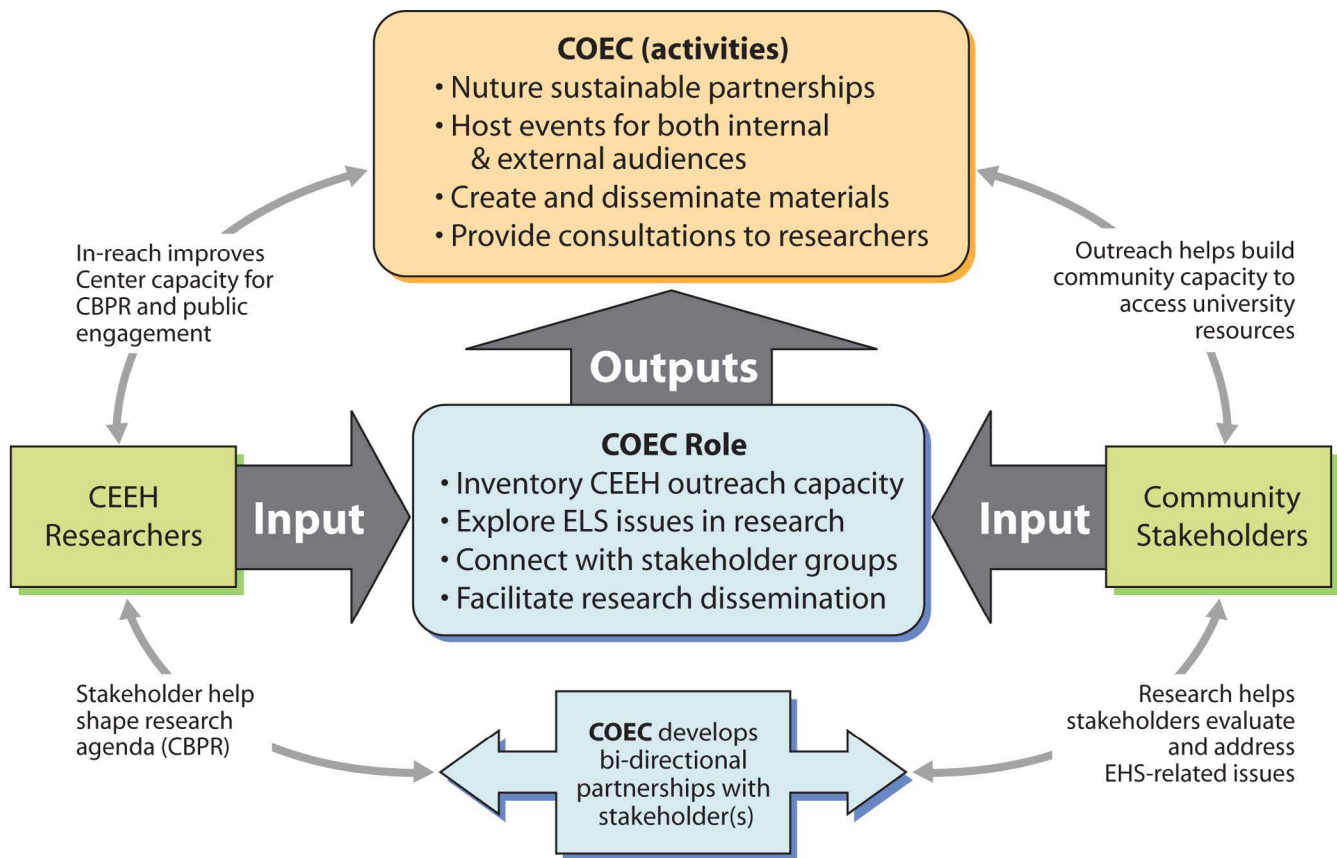 COEC (activities)
• Nuture sustainable partnerships
• Host events for both internal
& external audiences
• Create and disseminate materials
• Provide consultations to researchers
In-reach improves
Center capacity for
CBPR and public
engagement
Outreach helps build
community capacity to
access university
resources
Outputs
CEEH
Researchers
Input
COEC Role
• Inventory CEEH outreach capacity
• Explore ELS issues in research
• Connect with stakeholder groups
• Facilitate research dissemination
Input
Community
Stakeholders
Stakeholder help
shape research
agenda (CBPR)
COEC develops
bi-directional
partnerships with
stakeholder(s)
Research helps
stakeholders evaluate
and address
EHS-related issues